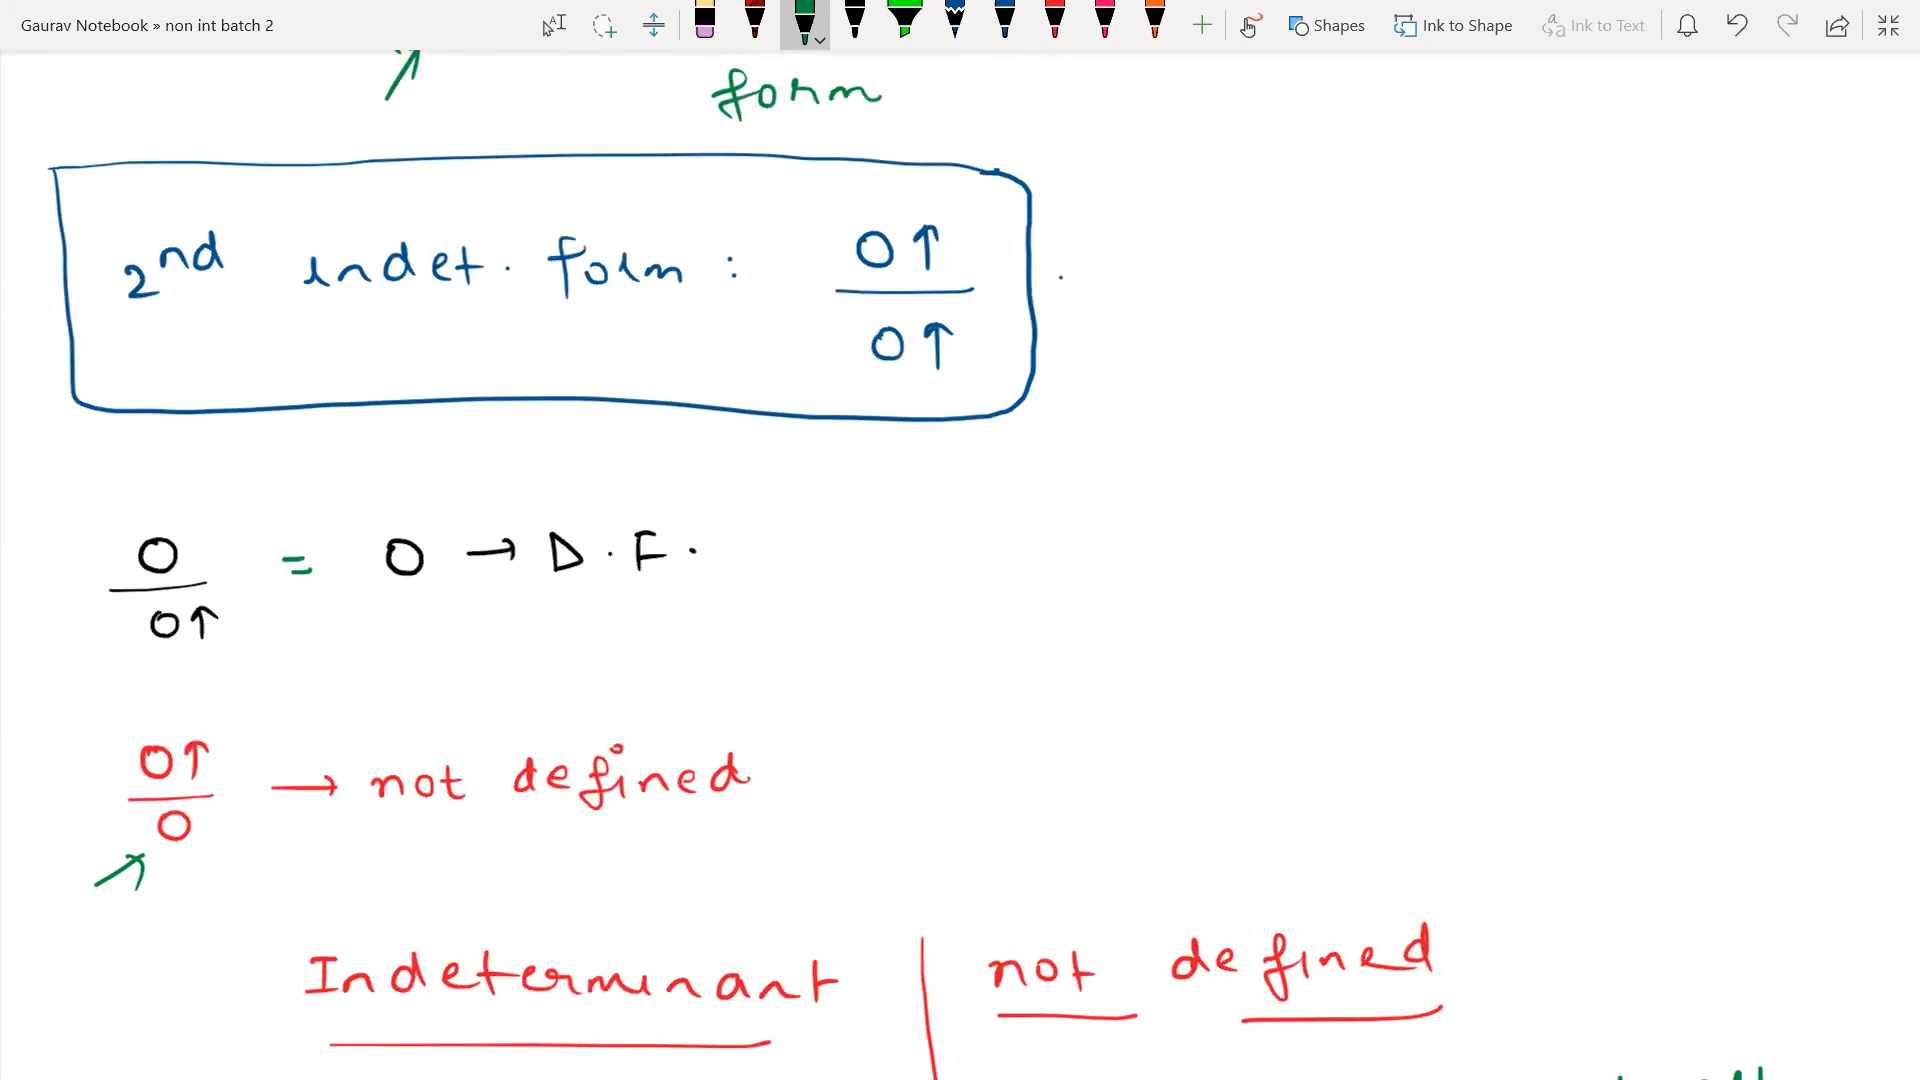 Gaurav Notebook » non int batch 2
Shapes
Ink to Shape
Ink to Text
form
2nd indet. form : 0↑ / 0↑
0 / 0↑ = 0 → D.F.
0↑ / 0 → not defined
Indeterminant | not defined